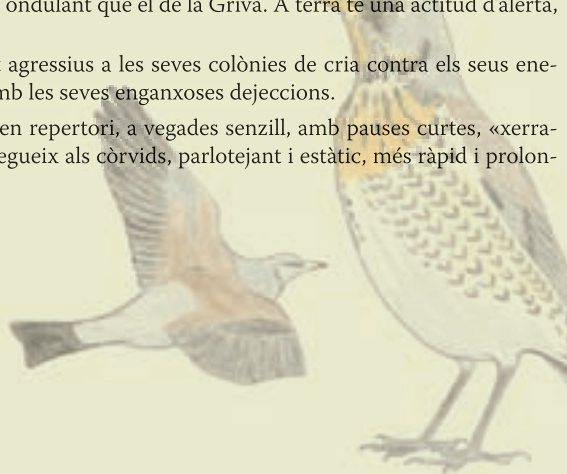 ondulant que el de la Griva. A terra té una actitud d'alerta,
agressius a les seves colònies de cria contra els seus ene-
mb les seves enganxoses dejeccions.
en repertori, a vegades senzill, amb pauses curtes, «xerra-
egueix als còrvids, parlotejant i estàtic, més ràpid i prolon-